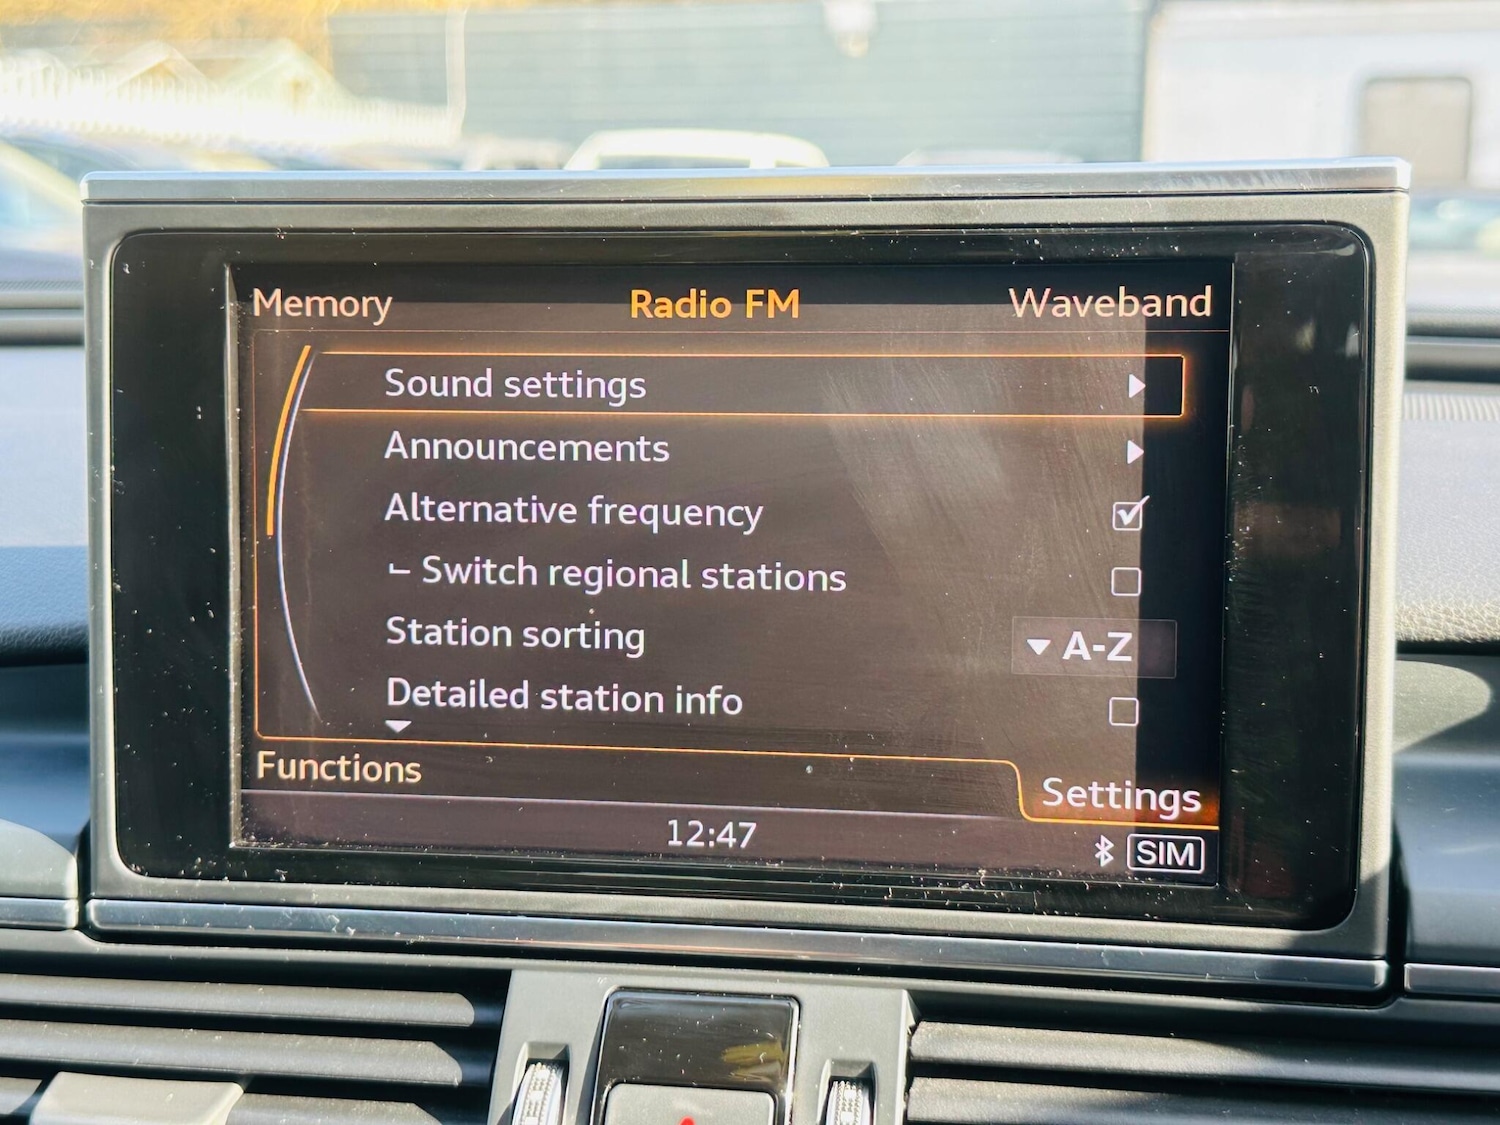 Memory Radio FM Waveband
Sound settings
Announcements
Alternative frequency
Switch regional stations
Station sorting A-Z
Detailed station info
Functions Settings
12:47
SIM